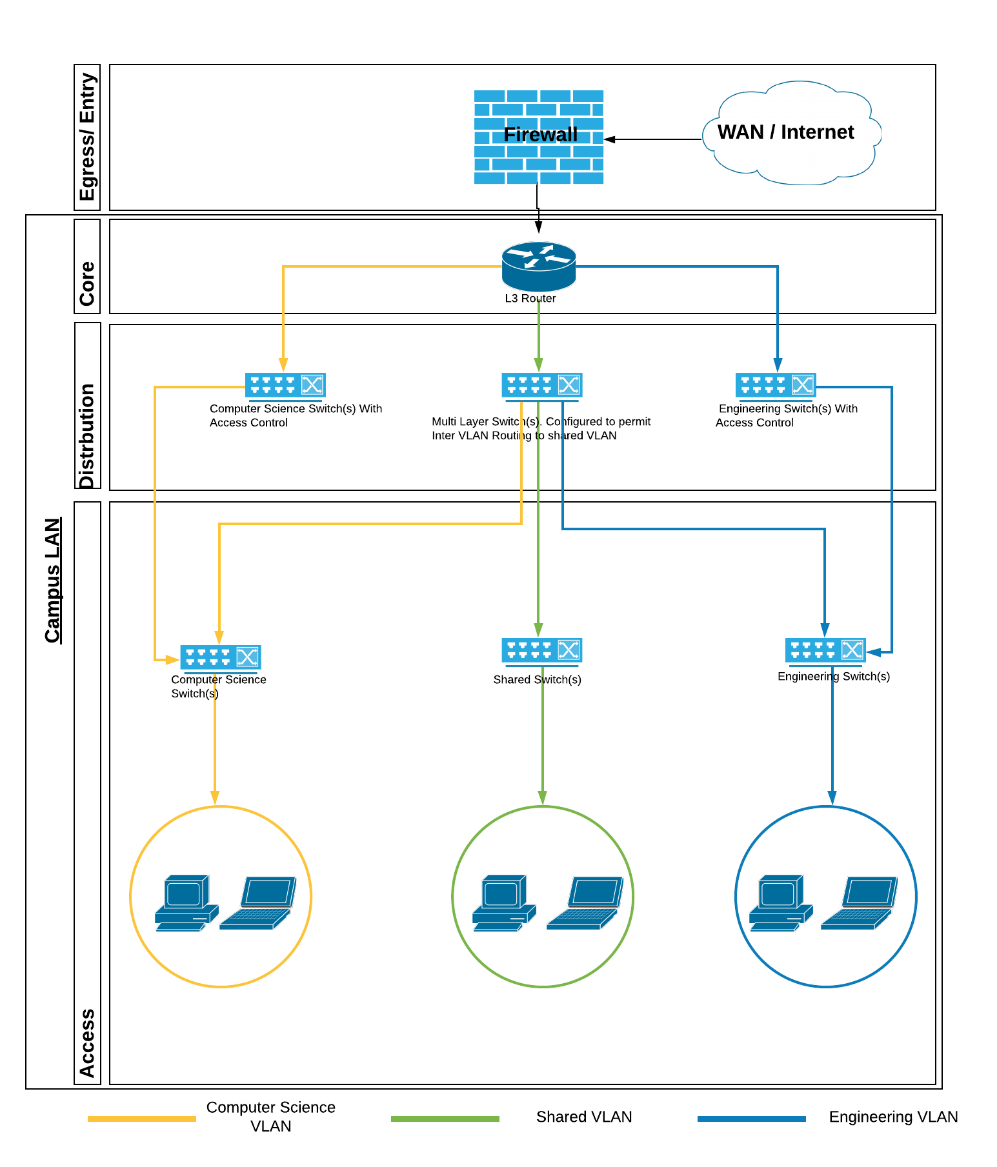 Egress/ Entry
Firewall
WAN / Internet
Core
L3 Router
Distrbution
Computer Science Switch(s) With
Access Control
Multi Layer Switch(s). Configured to permit
Inter VLAN Routing to shared VLAN
Engineering Switch(s) With
Access Control
Campus LAN
Access
Computer Science
Switch(s)
Shared Switch(s)
Engineering Switch(s)
Computer Science
VLAN
Shared VLAN
Engineering VLAN